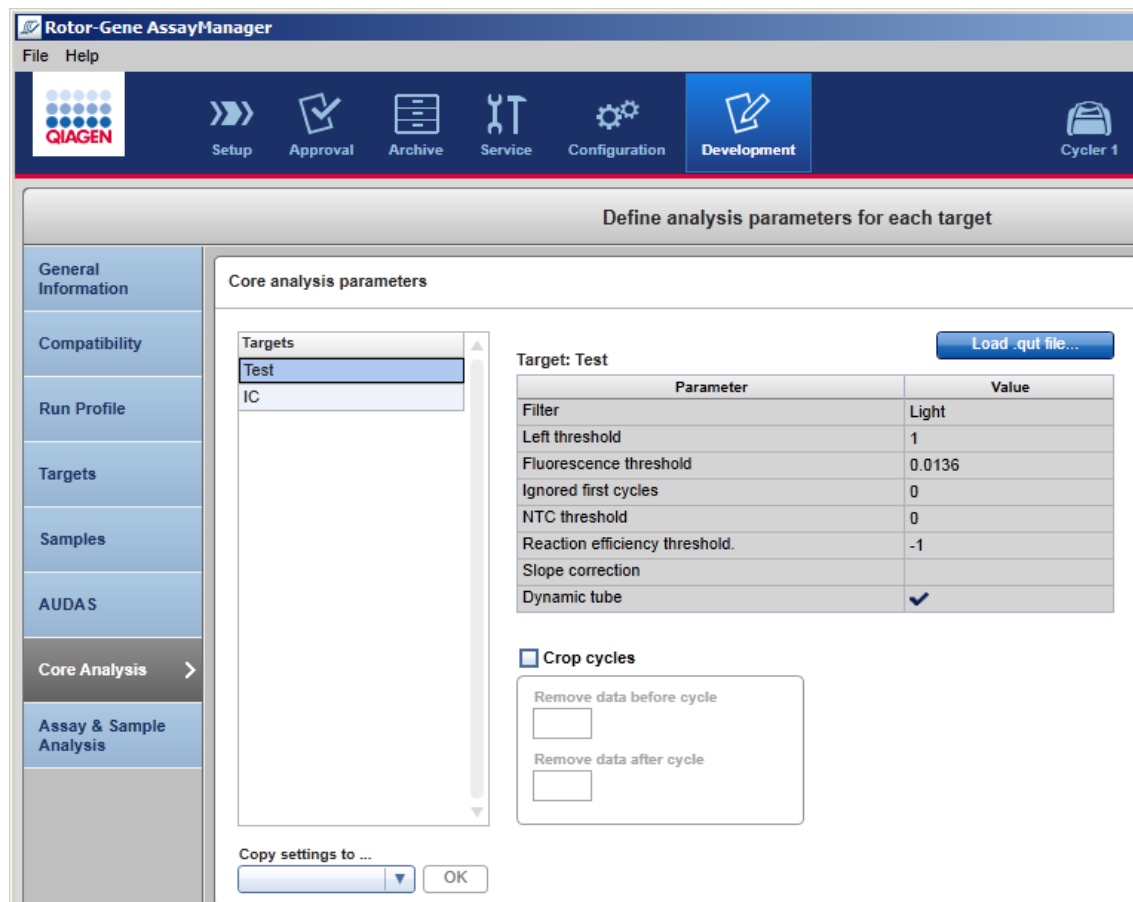 Rotor-Gene AssayManager
File Help
QIAGEN
Setup Approval Archive Service Configuration Development Cycler 1
Define analysis parameters for each target
General
Information
Compatibility
Run Profile
Targets
Samples
AUDAS
Core Analysis
Assay & Sample
Analysis
Core analysis parameters
Targets
Test
IC
Load .qut file...
Target: Test
Parameter Value
Filter Light
Left threshold 1
Fluorescence threshold 0.0136
Ignored first cycles 0
NTC threshold 0
Reaction efficiency threshold. -1
Slope correction
Dynamic tube
Crop cycles
Remove data before cycle
Remove data after cycle
Copy settings to ...
OK